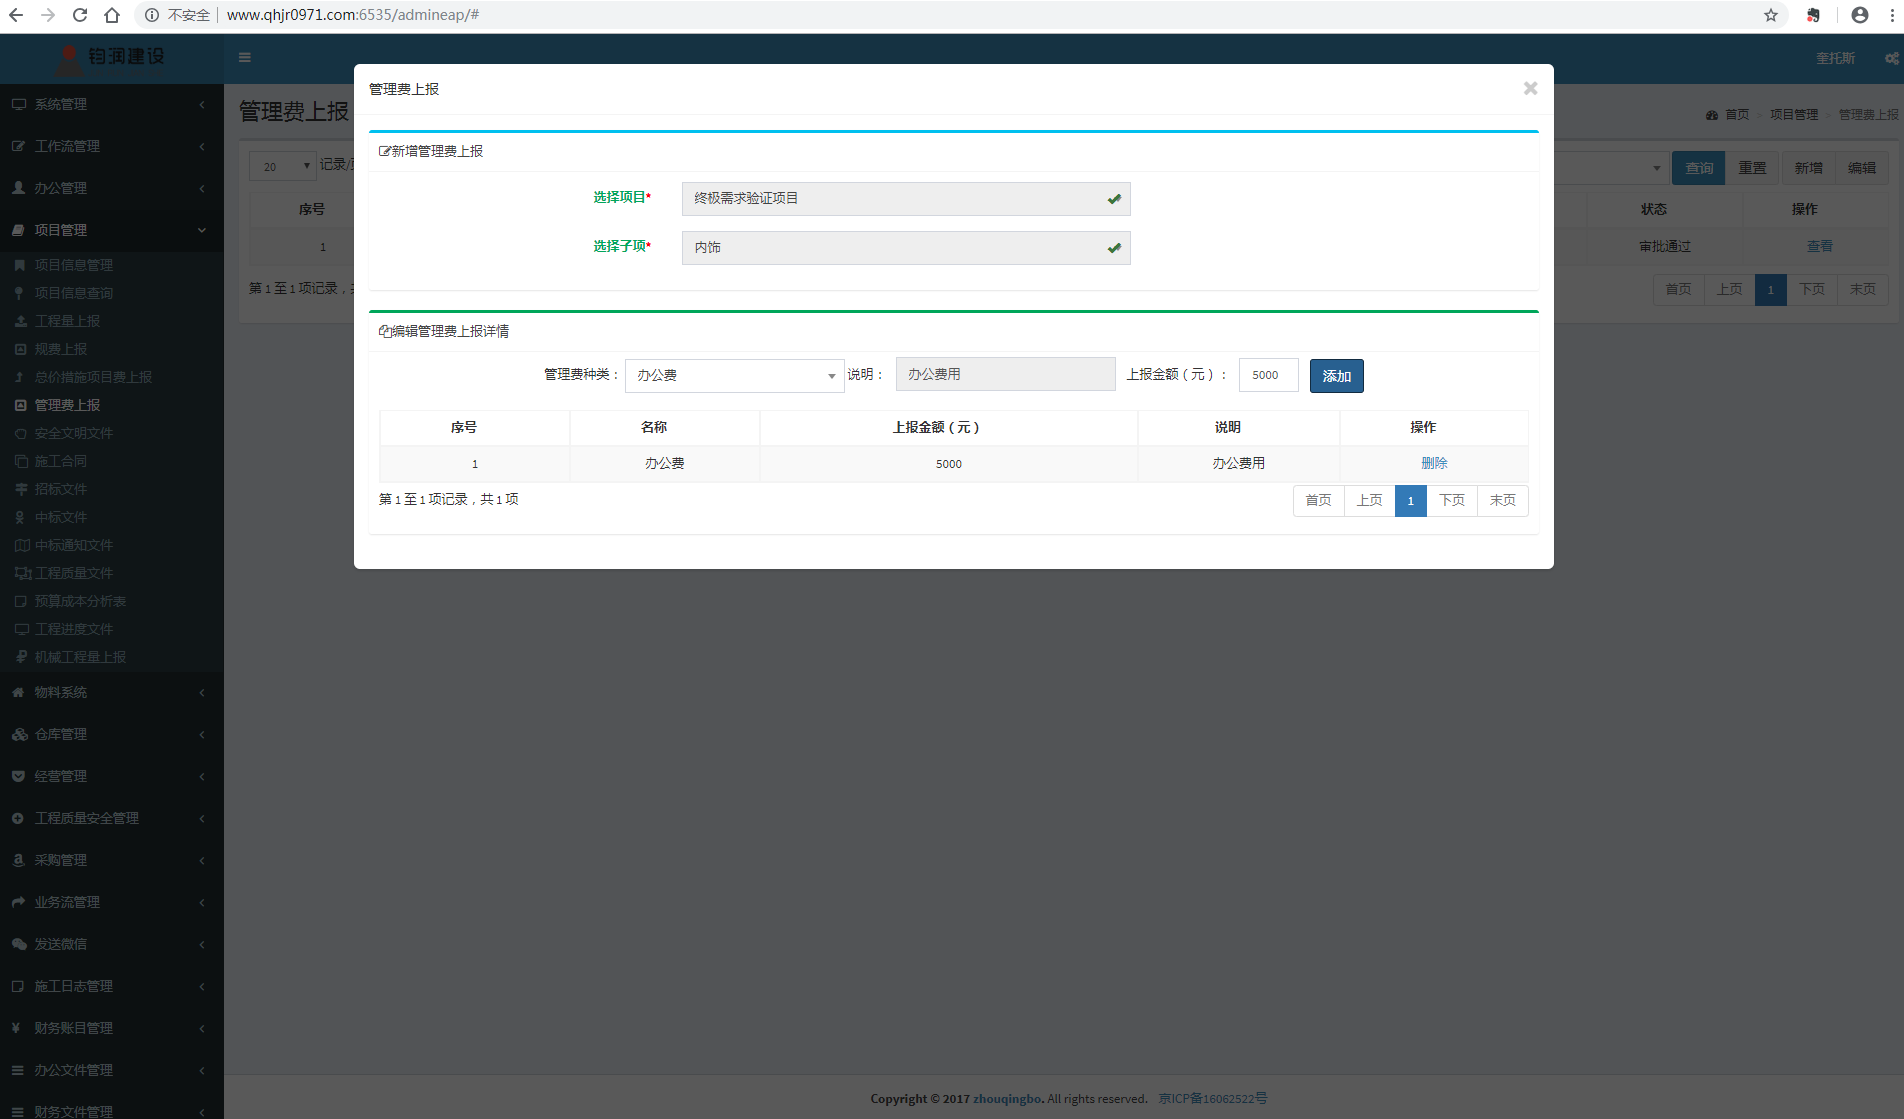 不安全 www.qhjr0971.com:6535/admineap/#
钧润建设
奎托斯
系统管理
工作流管理
办公管理
项目管理
项目信息管理
项目信息查询
工程量上报
规费上报
总价措施项目费上报
管理费上报
安全文明文件
施工合同
招标文件
中标文件
中标通知文件
工程质量文件
预算成本分析表
工程进度文件
机械工程量上报
物料系统
仓库管理
经营管理
工程质量安全管理
采购管理
业务流管理
发送微信
施工日志管理
财务账目管理
办公文件管理
财务文件管理
管理费上报
首页 > 项目管理 > 管理费上报
20 记录/
查询 重置 新增 编辑
序号 状态 操作
1 审批通过 查看
第 1 至 1 项记录，
首页 上页 1 下页 末页
管理费上报 ×
新增管理费上报
选择项目* 终极需求验证项目
选择子项* 内饰
编辑管理费上报详情
管理费种类： 办公费 说明： 办公费用 上报金额（元）： 5000 添加
序号 名称 上报金额（元） 说明 操作
1 办公费 5000 办公费用 删除
第 1 至 1 项记录，共 1 项
首页 上页 1 下页 末页
Copyright © 2017 zhouqingbo. All rights reserved. 京ICP备16062522号